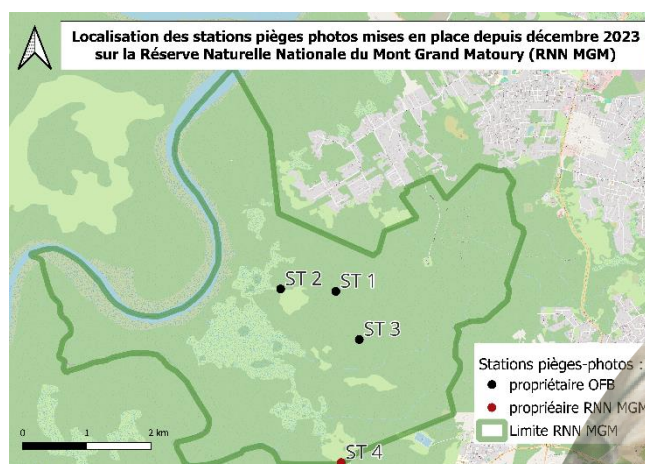 Localisation des stations pièges photos mises en place depuis décembre 2023
sur la Réserve Naturelle Nationale du Mont Grand Matoury (RNN MGM)
ST 2
ST 1
ST 3
Stations pièges-photos :
propriétaire OFB
propriéaire RNN MGM
Limite RNN MGM
0 1 2 km
ST 4